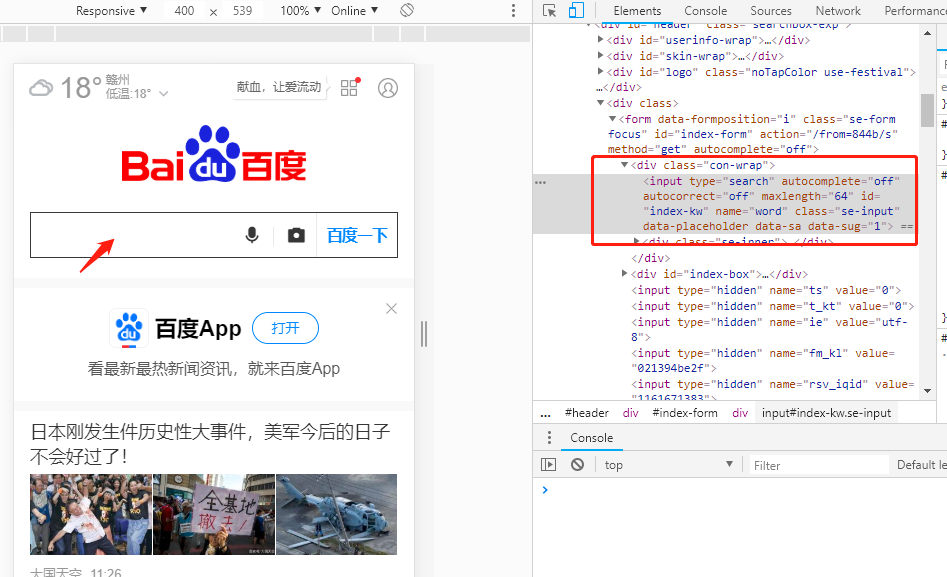 Responsive ▼ 400 × 539 100% ▼ Online ▼
Elements Console Sources Network Performanc
18° 赣州
低温:18°
献血，让爱流动
Bai du 百度
百度一下
du 百度App 打开
看最新最热新闻资讯，就来百度App
日本刚发生件历史性大事件，美军今后的日子
不会好过了！
全基地
撤去！
大国天空 11:26
<div id="header" class="searchbox-exp">
▶<div id="userinfo-wrap">…</div>
▶<div id="skin-wrap">…</div>
▶<div id="logo" class="noTapColor use-festival">
…</div>
▼<div class>
▼<form data-formposition="i" class="se-form
focus" id="index-form" action="/from=844b/s"
method="get" autocomplete="off">
▼<div class="con-wrap">
<input type="search" autocomplete="off"
autocorrect="off" maxlength="64" id=
"index-kw" name="word" class="se-input"
data-placeholder data-sa data-sug="1"> ==
▶<div class="se-inner">…</div>
</div>
▶<div id="index-box">…</div>
<input type="hidden" name="ts" value="0">
<input type="hidden" name="t_kt" value="0">
<input type="hidden" name="ie" value="utf-
8">
<input type="hidden" name="fm_kl" value=
"021394be2f">
<input type="hidden" name="rsv_iqid" value=
"1161671383">
... #header div #index-form div input#index-kw.se-input
Console
top ▼ Filter Default le